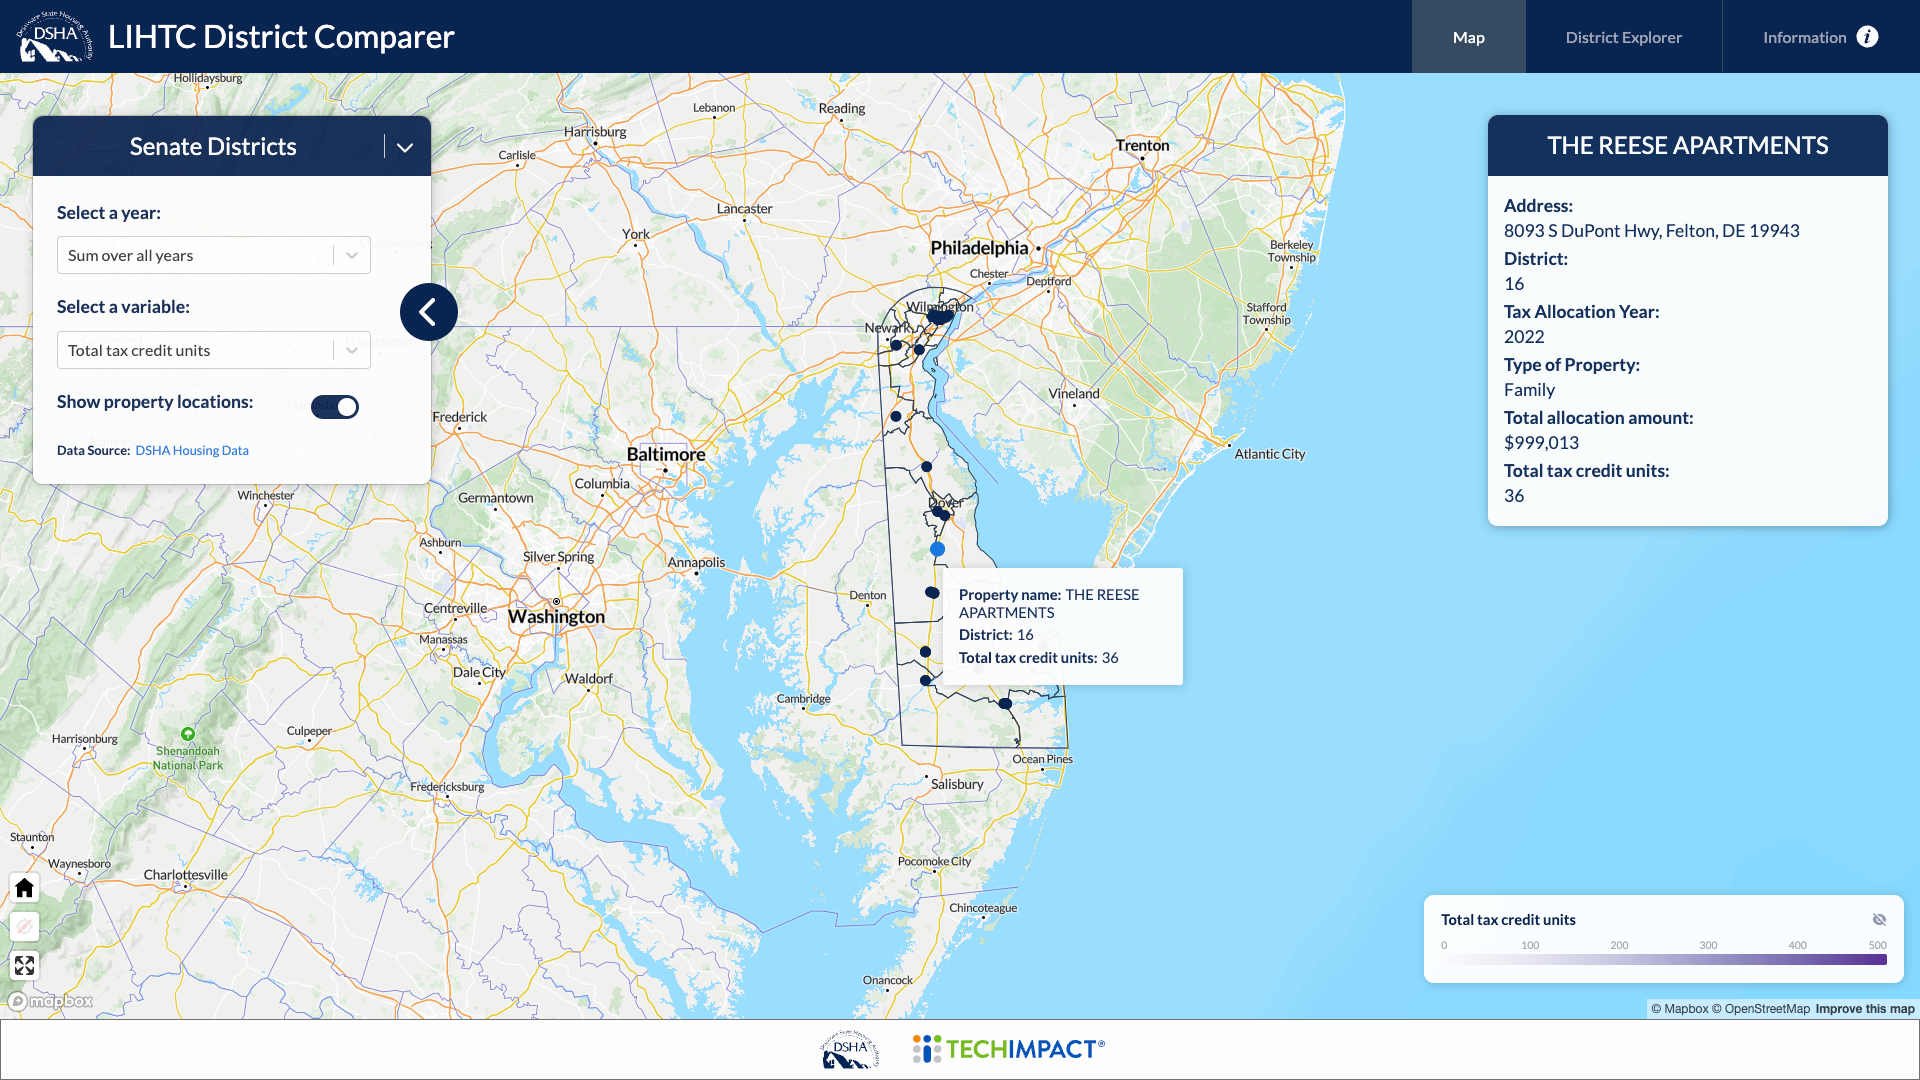 DSHA
LIHTC District Comparer
Map
District Explorer
Information
Senate Districts
Select a year:
Sum over all years
Select a variable:
Total tax credit units
Show property locations:
Data Source: DSHA Housing Data
THE REESE APARTMENTS
Address:
8093 S DuPont Hwy, Felton, DE 19943
District:
16
Tax Allocation Year:
2022
Type of Property:
Family
Total allocation amount:
$999,013
Total tax credit units:
36
Property name: THE REESE
APARTMENTS
District: 16
Total tax credit units: 36
Hollidaysburg
Lebanon
Reading
Harrisburg
Carlisle
Trenton
Lancaster
York
Philadelphia
Berkeley
Township
Chester
Deptford
Wilmington
Stafford
Township
Newark
Vineland
Frederick
Baltimore
Atlantic City
Columbia
Winchester
Germantown
Dover
Ashburn
Silver Spring
Annapolis
Denton
Centreville
Washington
Manassas
Dale City
Waldorf
Cambridge
Culpeper
Harrisonburg
Shenandoah
National Park
Ocean Pines
Fredericksburg
Salisbury
Staunton
Waynesboro
Charlottesville
Pocomoke City
Chincoteague
Onancock
Total tax credit units
0 100 200 300 400 500
mapbox
© Mapbox © OpenStreetMap Improve this map
DSHA
TECHIMPACT®